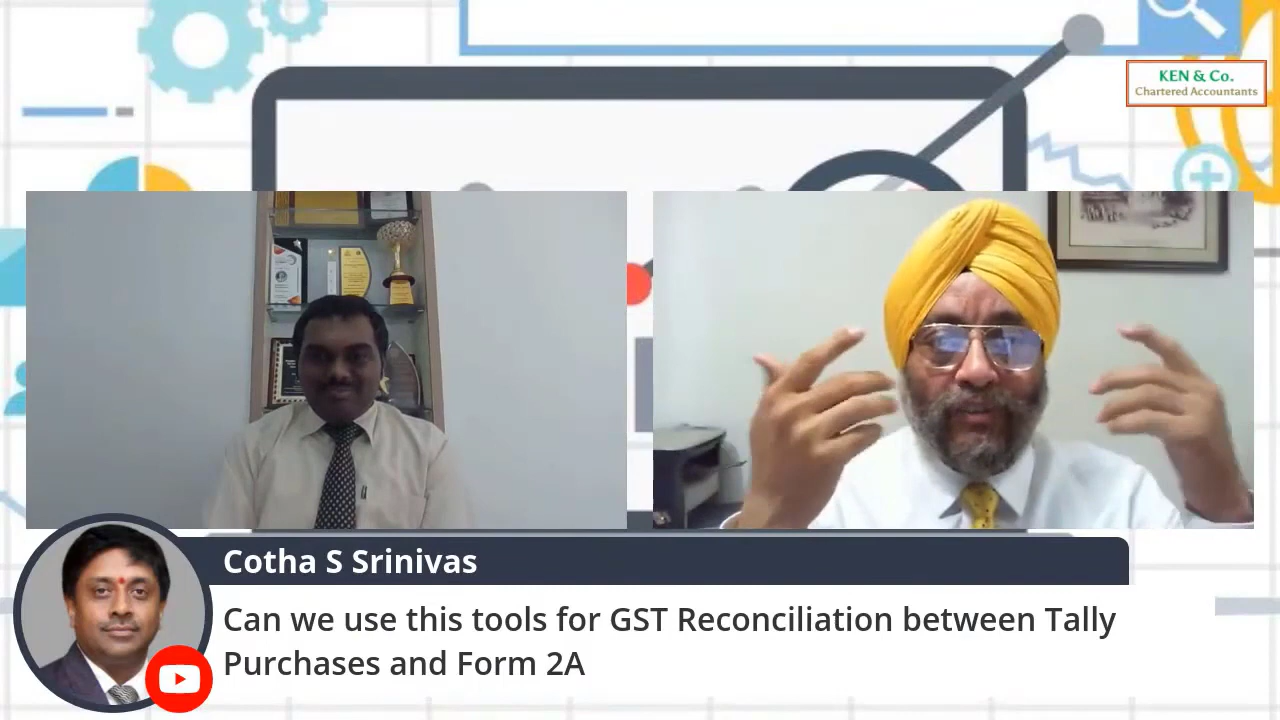 KEN & Co.
Chartered Accountants
Cotha S Srinivas
Can we use this tools for GST Reconciliation between Tally
Purchases and Form 2A